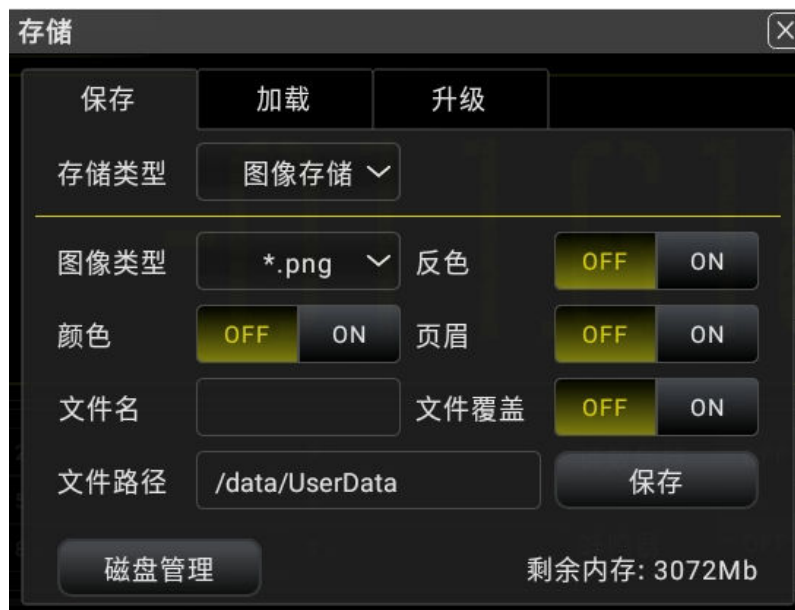 存储
保存 加载 升级
存储类型 图像存储
图像类型 *.png 反色 OFF ON
颜色 OFF ON 页眉 OFF ON
文件名 文件覆盖 OFF ON
文件路径 /data/UserData 保存
磁盘管理 剩余内存: 3072Mb